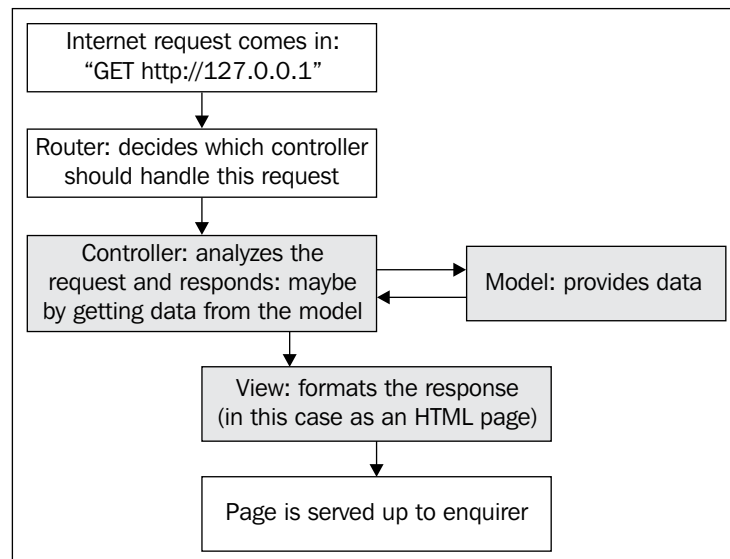 Internet request comes in:
“GET http://127.0.0.1”
Router: decides which controller
should handle this request
Controller: analyzes the
request and responds: maybe
by getting data from the model
Model: provides data
View: formats the response
(in this case as an HTML page)
Page is served up to enquirer